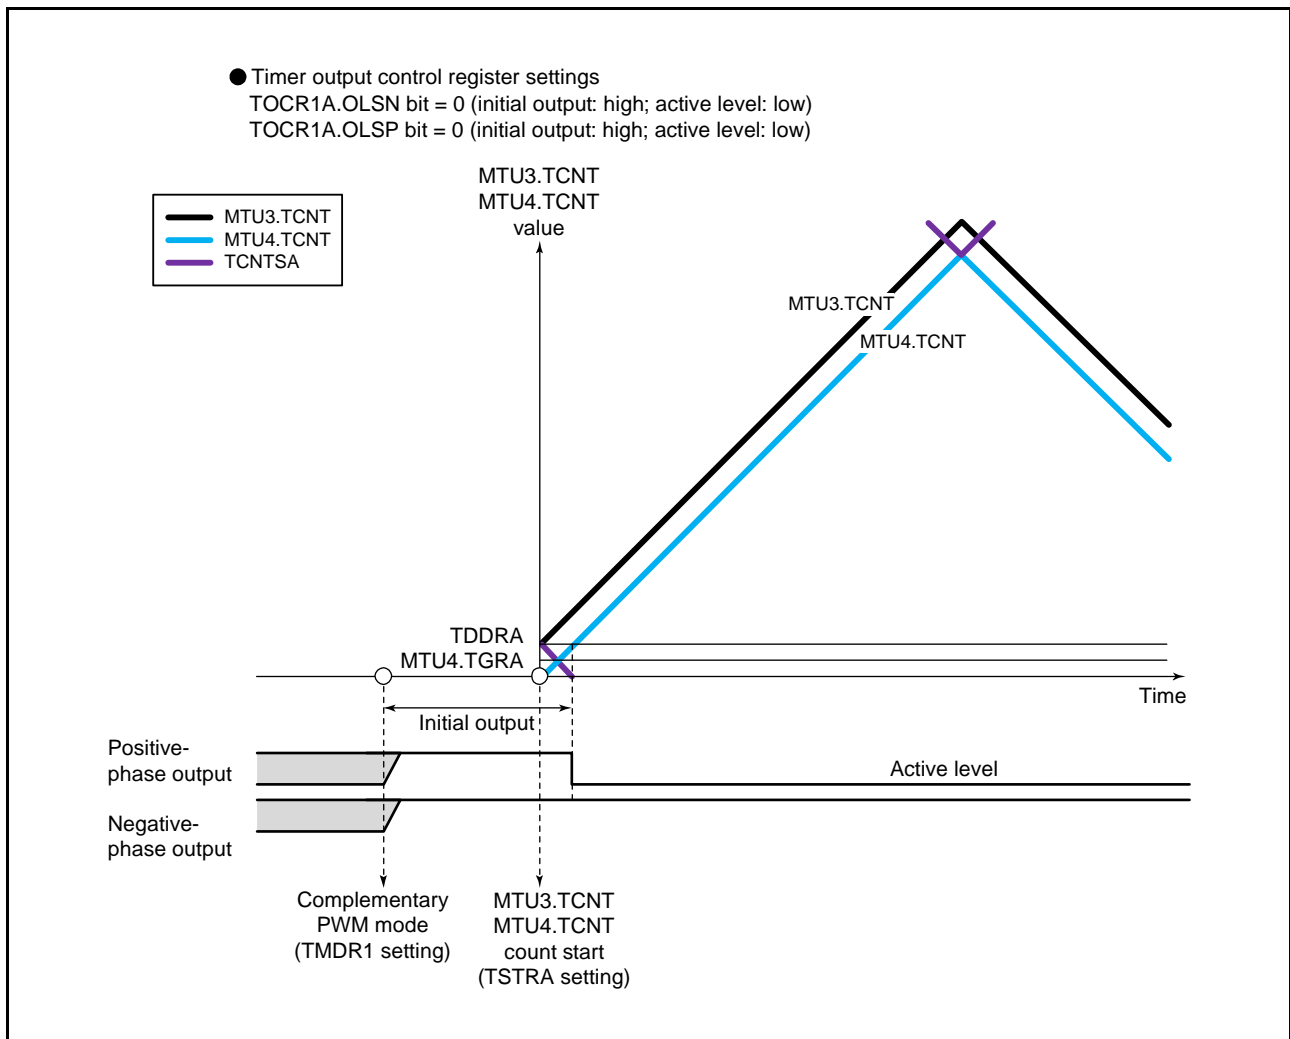 ● Timer output control register settings
TOCR1A.OLSN bit = 0 (initial output: high; active level: low)
TOCR1A.OLSP bit = 0 (initial output: high; active level: low)
MTU3.TCNT
MTU4.TCNT
value
MTU3.TCNT
MTU4.TCNT
TCNTSA
MTU3.TCNT
MTU4.TCNT
TDDRA
MTU4.TGRA
Time
Initial output
Positive-
phase output
Active level
Negative-
phase output
Complementary
PWM mode
(TMDR1 setting)
MTU3.TCNT
MTU4.TCNT
count start
(TSTRA setting)